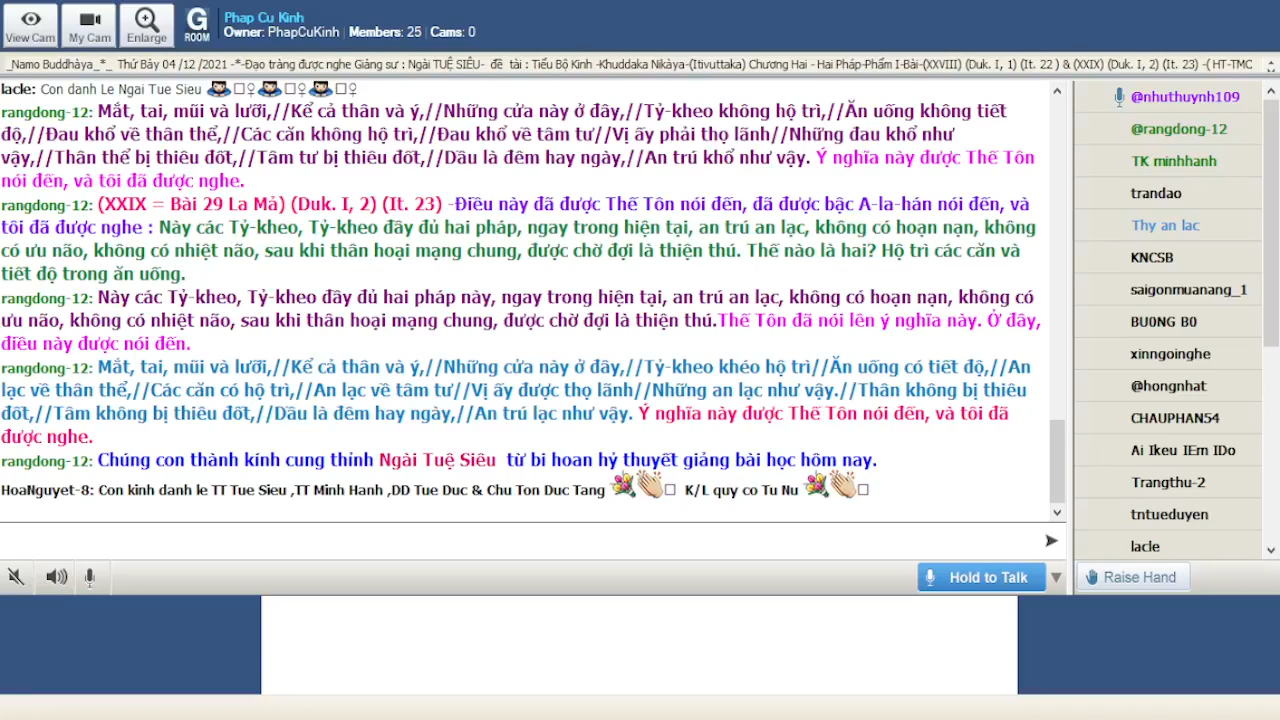 View Cam
My Cam
Enlarge
G
ROOM
Phap Cu Kinh
Owner: PhapCuKinh | Members: 25 | Cams: 0
_Namo Buddhàya_*_ Thứ Bảy 04 /12 /2021 -*-Đạo tràng được nghe Giảng sư : Ngài TUỆ SIÊU- đề tài : Tiểu Bộ Kinh -Khuddaka Nikàya-(Itivuttaka) Chương Hai - Hai Pháp-Phẩm I-Bài-(XXVIII) (Duk. I, 1) (It. 22 ) & (XXIX) (Duk. I, 2) (It. 23) -( HT-TMC
lacle: Con danh Le Ngai Tue Sieu
rangdong-12: Mắt, tai, mũi và lưỡi,//Kể cả thân và ý,//Những cửa này ở đây,//Tỷ-kheo không hộ trì,//Ăn uống không tiết
độ,//Đau khổ về thân thể,//Các căn không hộ trì,//Đau khổ về tâm tư//Vị ấy phải thọ lãnh//Những đau khổ như
vậy,//Thân thể bị thiêu đốt,//Tâm tư bị thiêu đốt,//Dầu là đêm hay ngày,//An trú khổ như vậy. Ý nghĩa này được Thế Tôn
nói đến, và tôi đã được nghe.
rangdong-12: (XXIX = Bài 29 La Mả) (Duk. I, 2) (It. 23) -Điều này đã được Thế Tôn nói đến, đã được bậc A-la-hán nói đến, và
tôi đã được nghe : Này các Tỷ-kheo, Tỷ-kheo đầy đủ hai pháp, ngay trong hiện tại, an trú an lạc, không có hoạn nạn, không
có ưu não, không có nhiệt não, sau khi thân hoại mạng chung, được chờ đợi là thiện thú. Thế nào là hai? Hộ trì các căn và
tiết độ trong ăn uống.
rangdong-12: Này các Tỷ-kheo, Tỷ-kheo đầy đủ hai pháp này, ngay trong hiện tại, an trú an lạc, không có hoạn nạn, không có
ưu não, không có nhiệt não, sau khi thân hoại mạng chung, được chờ đợi là thiện thú.Thế Tôn đã nói lên ý nghĩa này. Ở đây,
điều này được nói đến.
rangdong-12: Mắt, tai, mũi và lưỡi,//Kể cả thân và ý,//Những cửa này ở đây,//Tỷ-kheo khéo hộ trì//Ăn uống có tiết độ,//An
lạc về thân thể,//Các căn có hộ trì,//An lạc về tâm tư//Vị ấy được thọ lãnh//Những an lạc như vậy.//Thân không bị thiêu
đốt,//Tâm không bị thiêu đốt,//Dầu là đêm hay ngày,//An trú lạc như vậy. Ý nghĩa này được Thế Tôn nói đến, và tôi đã
được nghe.
rangdong-12: Chúng con thành kính cung thỉnh Ngài Tuệ Siêu từ bi hoan hỷ thuyết giảng bài học hôm nay.
HoaNguyet-8: Con kinh danh le TT Tue Sieu ,TT Minh Hanh ,DD Tue Duc & Chu Ton Duc Tang K/L quy co Tu Nu
@nhuthuynh109
@rangdong-12
TK minhhanh
trandao
Thy an lac
KNCSB
saigonmuanang_1
BU0NG B0
xinngoinghe
@hongnhat
CHAUPHAN54
Ai Ikeu IEm IDo
Trangthu-2
tntueduyen
lacle
Hold to Talk
Raise Hand